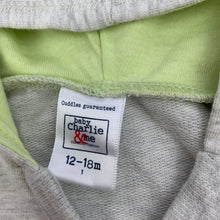 Cuddles guaranteed
baby
Charlie
&me
12-18m
1